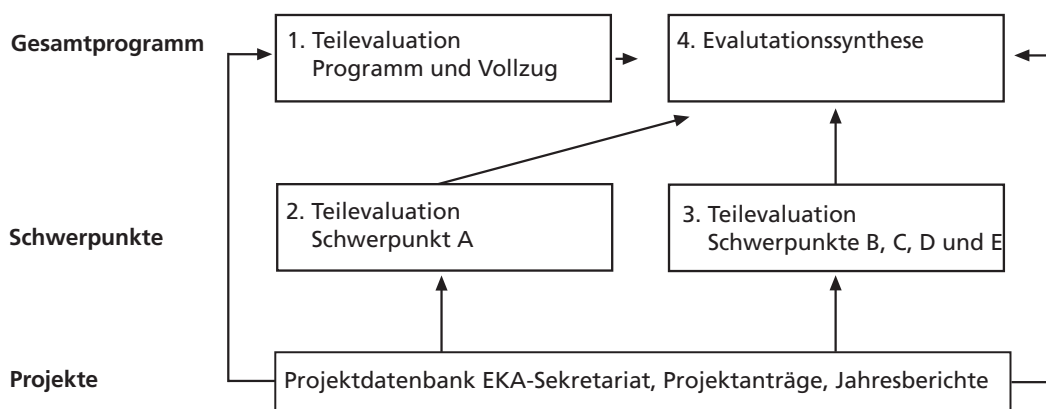 Gesamtprogramm
1. Teilevaluation
Programm und Vollzug
4. Evalutationssynthese
Schwerpunkte
2. Teilevaluation
Schwerpunkt A
3. Teilevaluation
Schwerpunkte B, C, D und E
Projekte
Projektdatenbank EKA-Sekretariat, Projektanträge, Jahresberichte